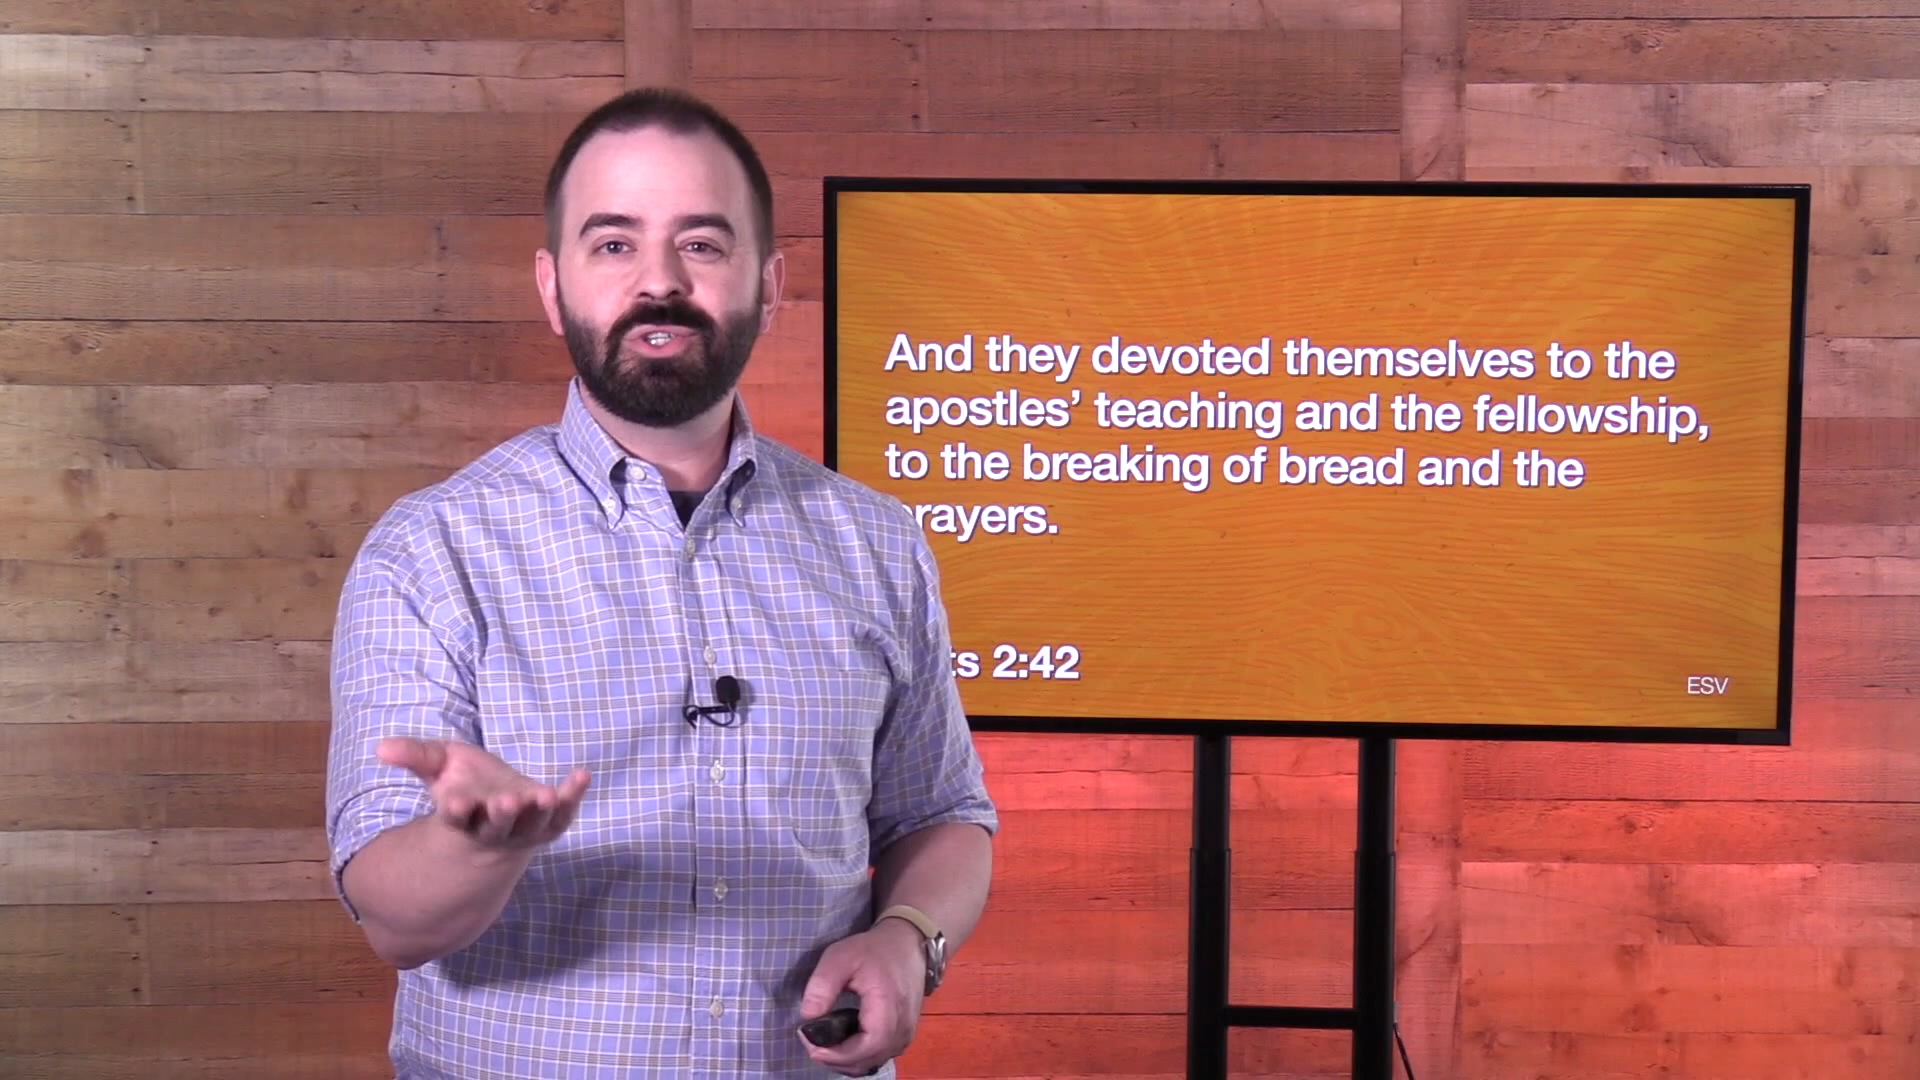 And they devoted themselves to the
apostles’ teaching and the fellowship,
to the breaking of bread and the
rayers.
ts 2:42
ESV